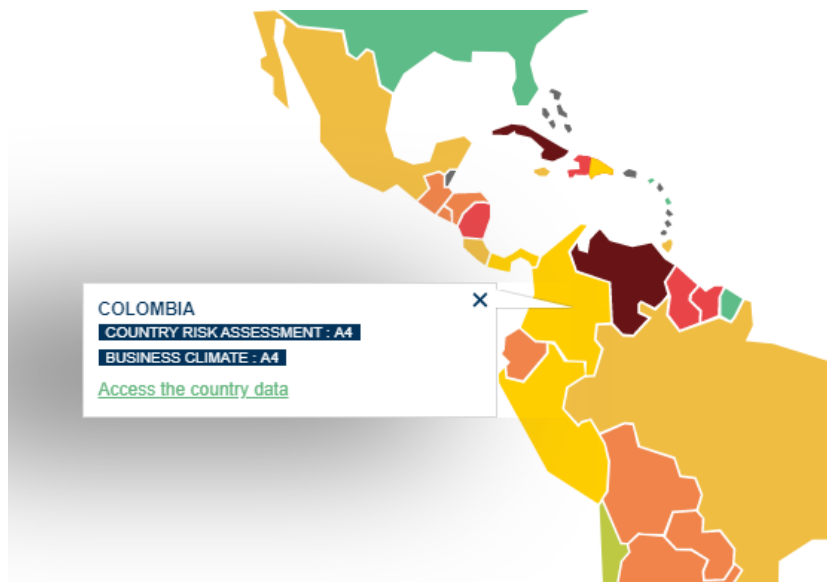 COLOMBIA
COUNTRY RISK ASSESSMENT : A4
BUSINESS CLIMATE : A4
Access the country data